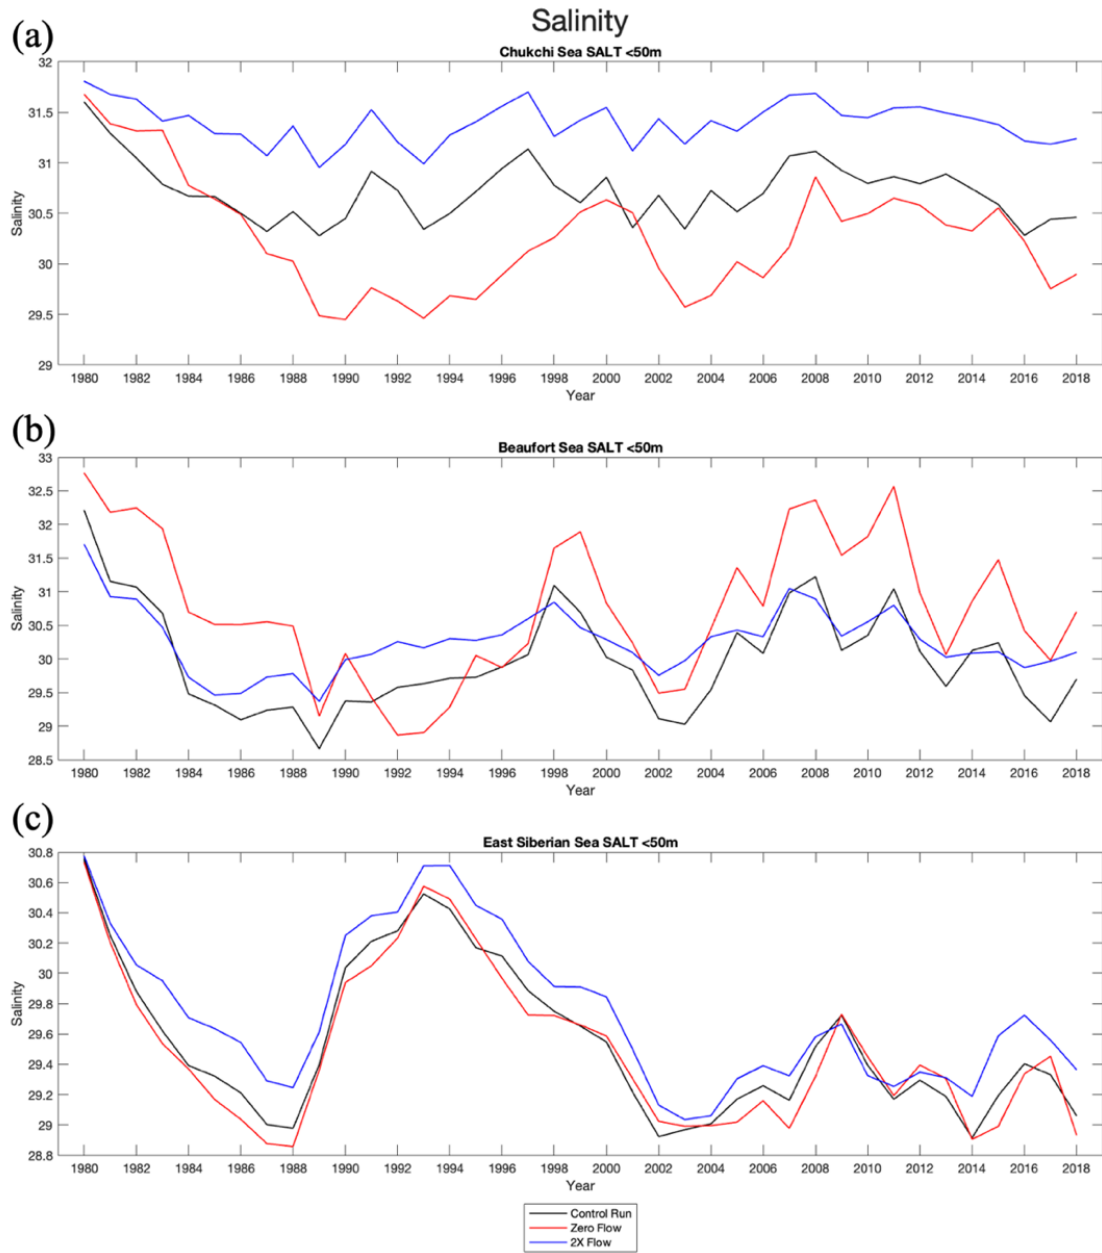 Salinity
(a)
Chukchi Sea SALT <50m
32
31.5
31
30.5
30
29.5
29
Salinity
1980 1982 1984 1986 1988 1990 1992 1994 1996 1998 2000 2002 2004 2006 2008 2010 2012 2014 2016 2018
Year
(b)
Beaufort Sea SALT <50m
33
32.5
32
31.5
31
30.5
30
29.5
29
28.5
Salinity
1980 1982 1984 1986 1988 1990 1992 1994 1996 1998 2000 2002 2004 2006 2008 2010 2012 2014 2016 2018
Year
(c)
East Siberian Sea SALT <50m
30.8
30.6
30.4
30.2
30
29.8
29.6
29.4
29.2
29
28.8
Salinity
1980 1982 1984 1986 1988 1990 1992 1994 1996 1998 2000 2002 2004 2006 2008 2010 2012 2014 2016 2018
Year
Control Run
Zero Flow
2X Flow